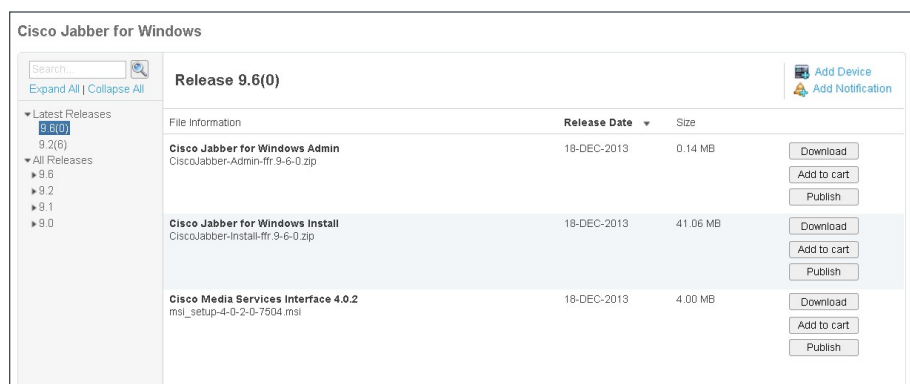 Cisco Jabber for Windows
Search...
Expand All | Collapse All
Latest Releases
9.6(0)
9.2(6)
All Releases
9.6
9.2
9.1
9.0
Release 9.6(0)
Add Device
Add Notification
File Information Release Date Size
Cisco Jabber for Windows Admin 18-DEC-2013 0.14 MB
CiscoJabber-Admin-ffr.9-6-0.zip
Download
Add to cart
Publish
Cisco Jabber for Windows Install 18-DEC-2013 41.06 MB
CiscoJabber-Install-ffr.9-6-0.zip
Download
Add to cart
Publish
Cisco Media Services Interface 4.0.2 18-DEC-2013 4.00 MB
msi_setup-4-0-2-0-7504.msi
Download
Add to cart
Publish